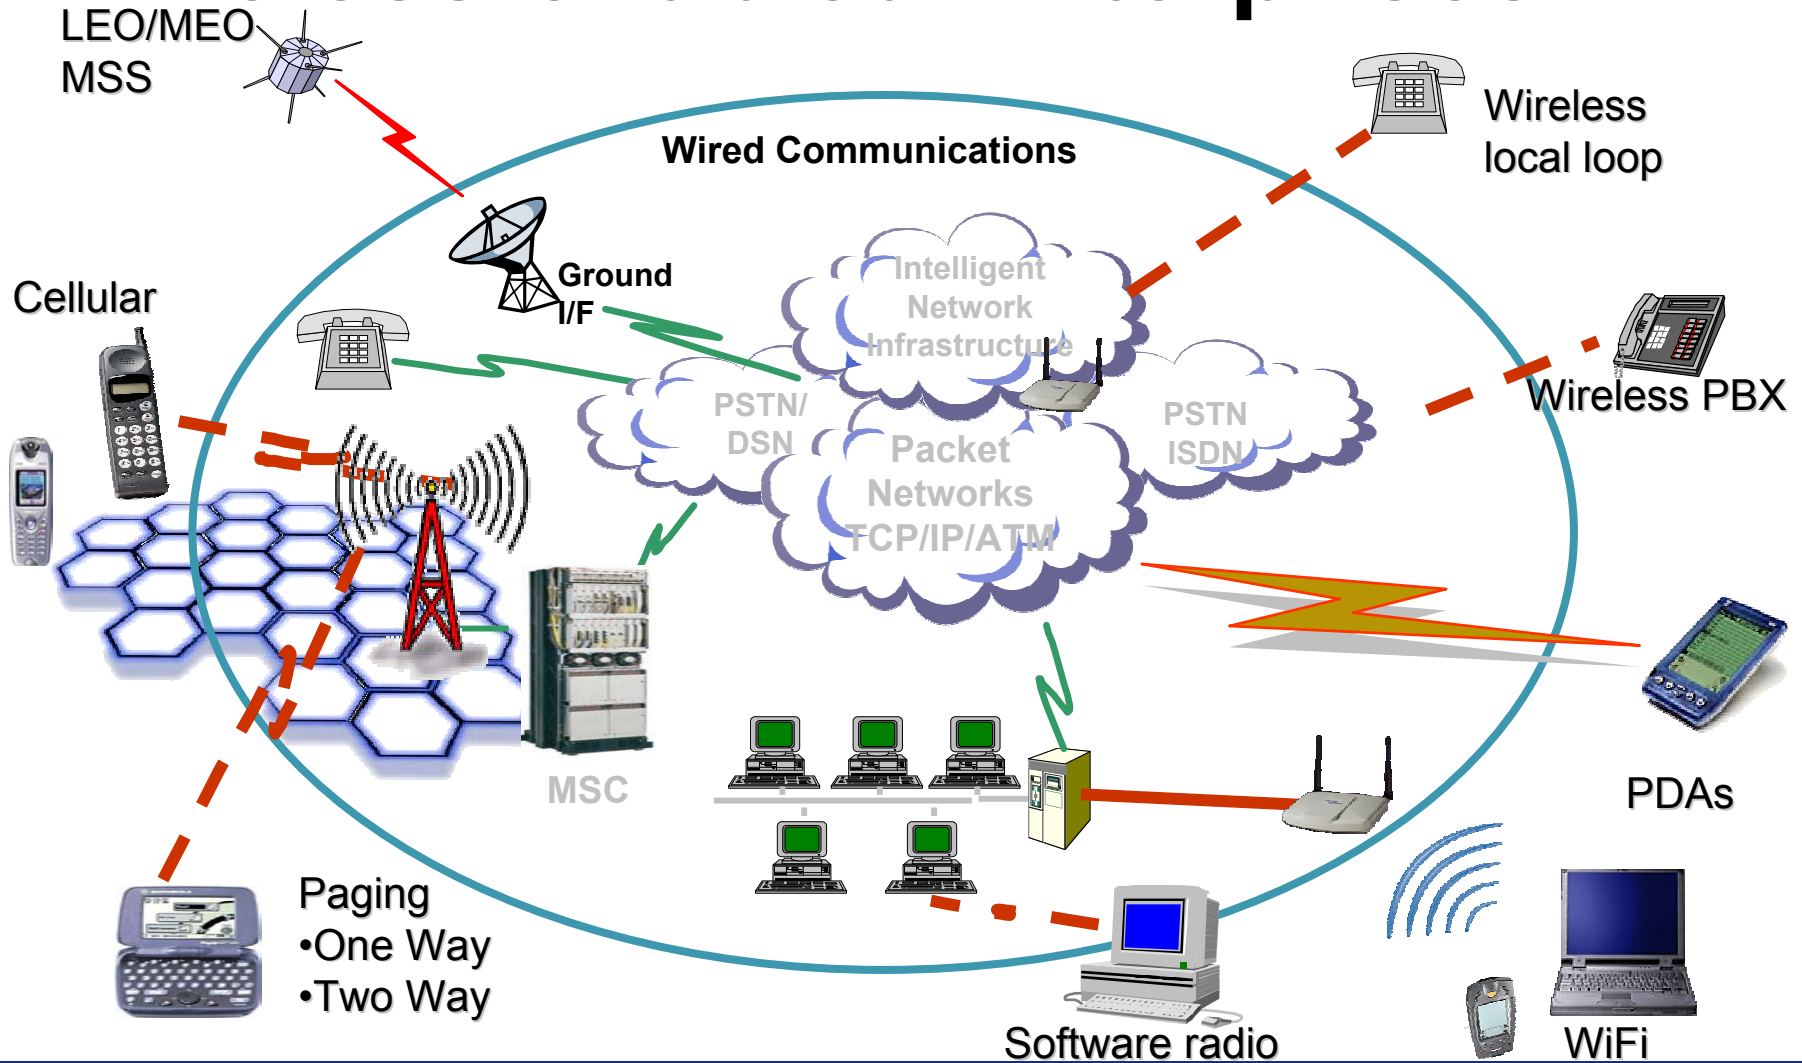 LEO/MEO
MSS
Wireless
local loop
Wired Communications
Ground
I/F
Intelligent
Network
Infrastructure
Cellular
PSTN/
DSN
PSTN
ISDN
Wireless PBX
Packet
Networks
TCP/IP/ATM
MSC
PDAs
Paging
•One Way
•Two Way
Software radio
WiFi